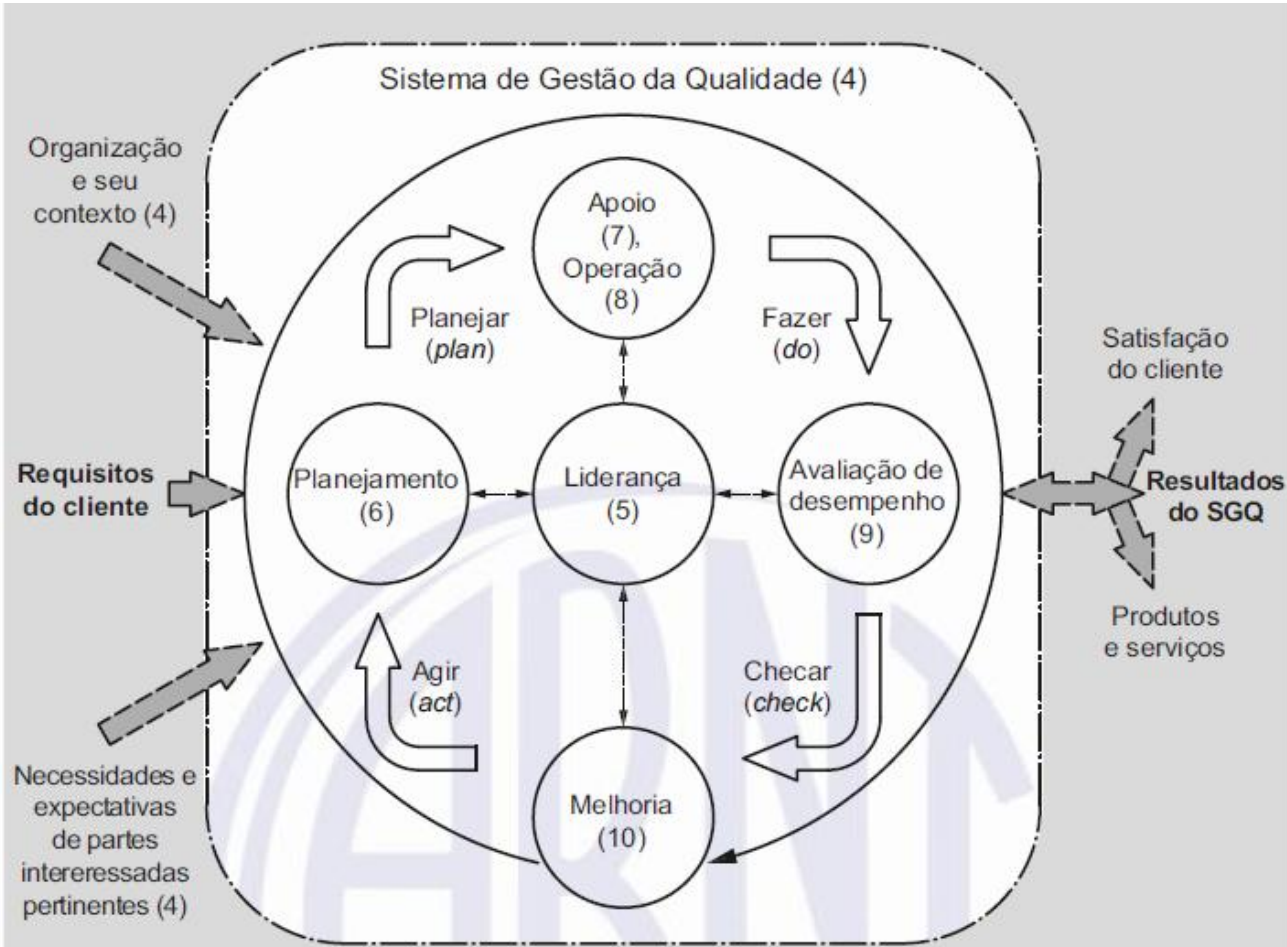 Sistema de Gestão da Qualidade (4)
Organização
e seu
contexto (4)
Apoio
(7),
Operação
(8)
Planejar
(plan)
Fazer
(do)
Satisfação
do cliente
Requisitos
do cliente
Planejamento
(6)
Liderança
(5)
Avaliação de
desempenho
(9)
Resultados
do SGQ
Agir
(act)
Checar
(check)
Produtos
e serviços
Necessidades e
expectativas
de partes
intereressadas
pertinentes (4)
Melhoria
(10)
ABNT